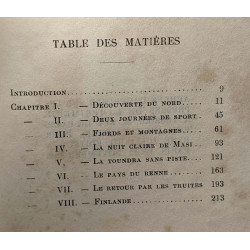 TABLE DES MATIÈRES
INTRODUCTION 9
CHAPITRE I. — DÉCOUVERTE DU NORD 11
— II. — DEUX JOURNÉES DE SPORT 45
— III. — FJORDS ET MONTAGNES 61
— IV. — LA NUIT CLAIRE DE MASI 93
— V. — LA TOUNDRA SANS PISTE 121
— VI. — LE PAYS DU RENNE 163
— VII. — LE RETOUR PAR LES TRUITES 193
— VIII. — FINLANDE 213